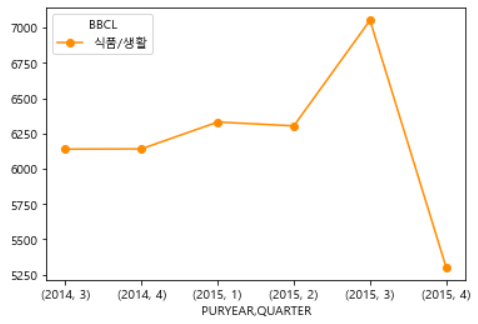 BBCL
식품/생활
7000
6750
6500
6250
6000
5750
5500
5250
(2014, 3) (2014, 4) (2015, 1) (2015, 2) (2015, 3) (2015, 4)
PURYEAR,QUARTER